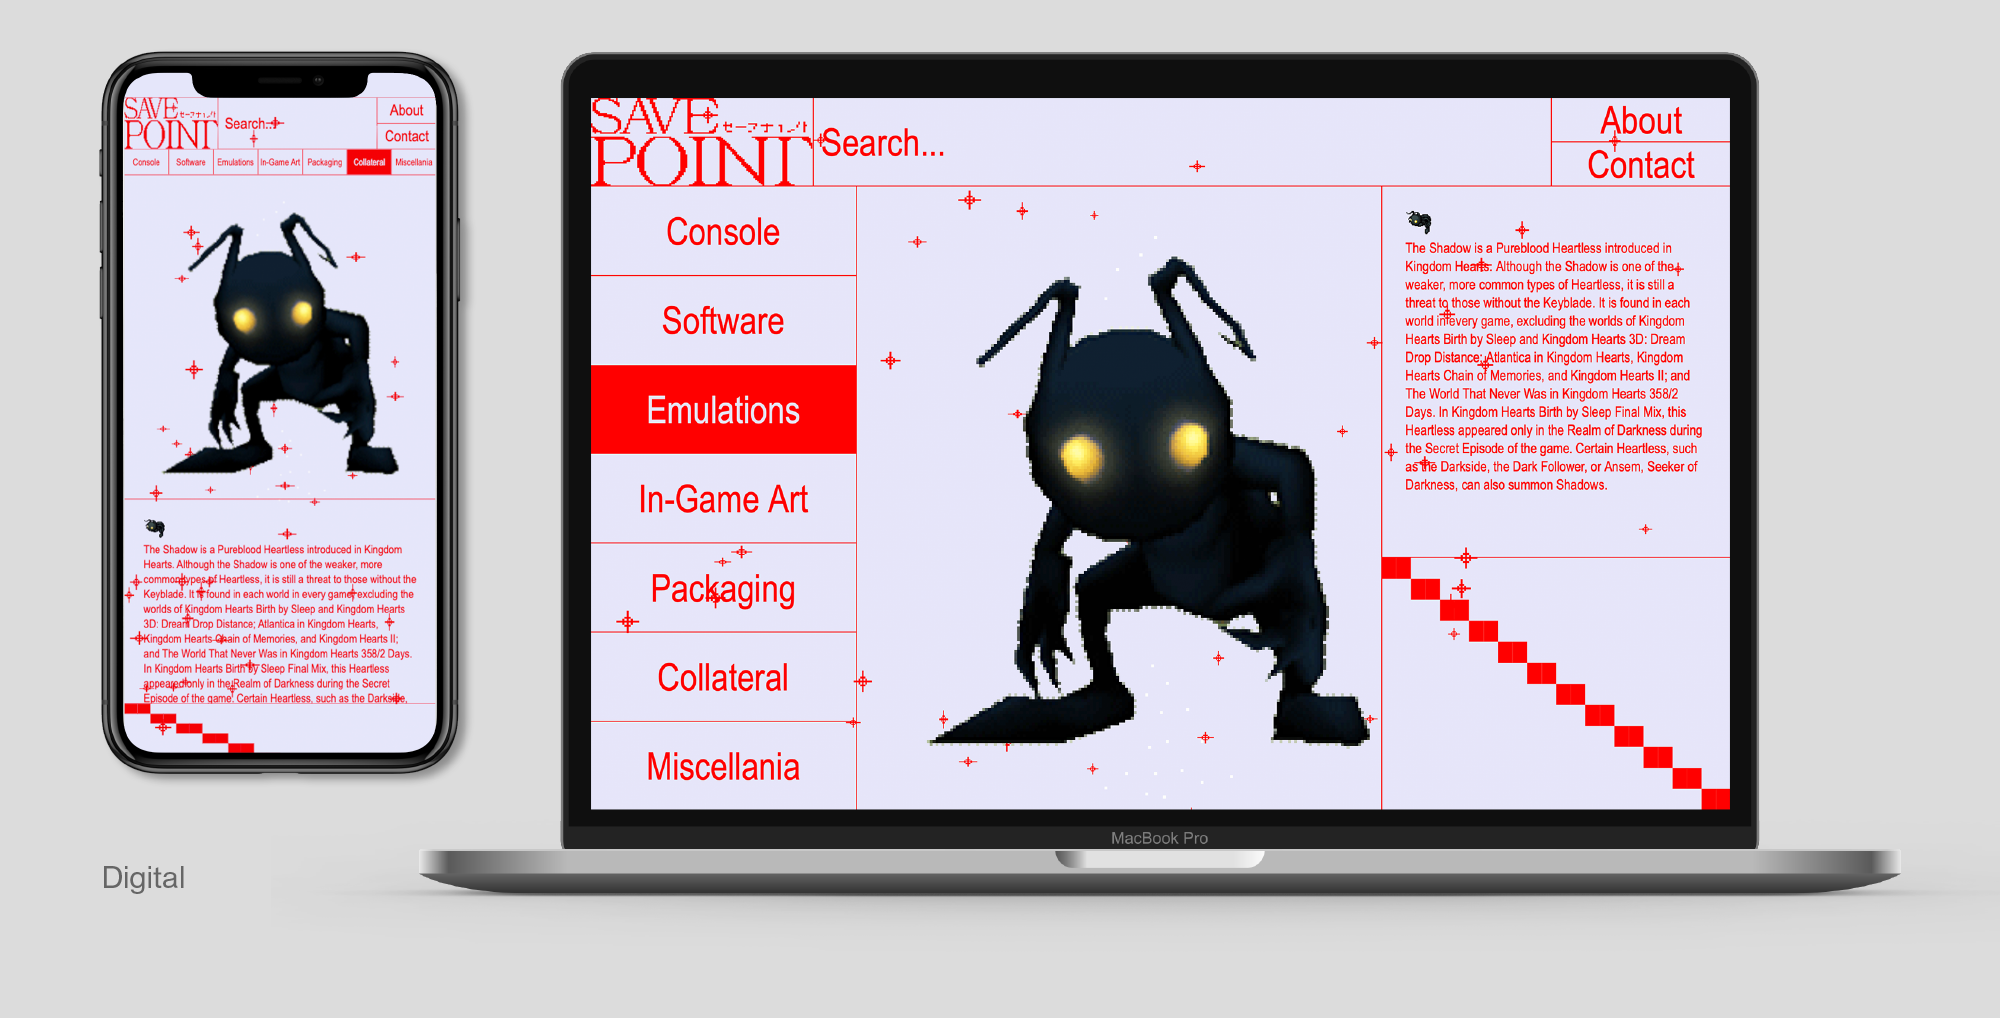 SAVE
セーブポイント
POINT
Search...
About
Contact
Console
Software
Emulations
In-Game Art
Packaging
Collateral
Miscellania
The Shadow is a Pureblood Heartless introduced in Kingdom
Hearts. Although the Shadow is one of the weaker, more
common types of Heartless, it is still a threat to those without the
Keyblade. It is found in each world in every game, excluding the
worlds of Kingdom Hearts Birth by Sleep and Kingdom Hearts
3D: Dream Drop Distance; Atlantica in Kingdom Hearts,
Kingdom Hearts Chain of Memories, and Kingdom Hearts II;
and The World That Never Was in Kingdom Hearts 358/2 Days.
In Kingdom Hearts Birth by Sleep Final Mix, this Heartless
appeared only in the Realm of Darkness during the Secret
Episode of the game. Certain Heartless, such as the Darkside,
Digital
SAVE
セーブポイント
POINT
Search...
About
Contact
Console
Software
Emulations
In-Game Art
Packaging
Collateral
Miscellania
The Shadow is a Pureblood Heartless introduced in
Kingdom Hearts. Although the Shadow is one of the
weaker, more common types of Heartless, it is still a
threat to those without the Keyblade. It is found in each
world in every game, excluding the worlds of Kingdom
Hearts Birth by Sleep and Kingdom Hearts 3D: Dream
Drop Distance; Atlantica in Kingdom Hearts, Kingdom
Hearts Chain of Memories, and Kingdom Hearts II; and
The World That Never Was in Kingdom Hearts 358/2
Days. In Kingdom Hearts Birth by Sleep Final Mix, this
Heartless appeared only in the Realm of Darkness during
the Secret Episode of the game. Certain Heartless, such
as the Darkside, the Dark Follower, or Ansem, Seeker of
Darkness, can also summon Shadows.
MacBook Pro